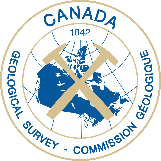 CANADA
1842
GEOLOGICAL SURVEY - COMMISSION GÉOLOGIQUE